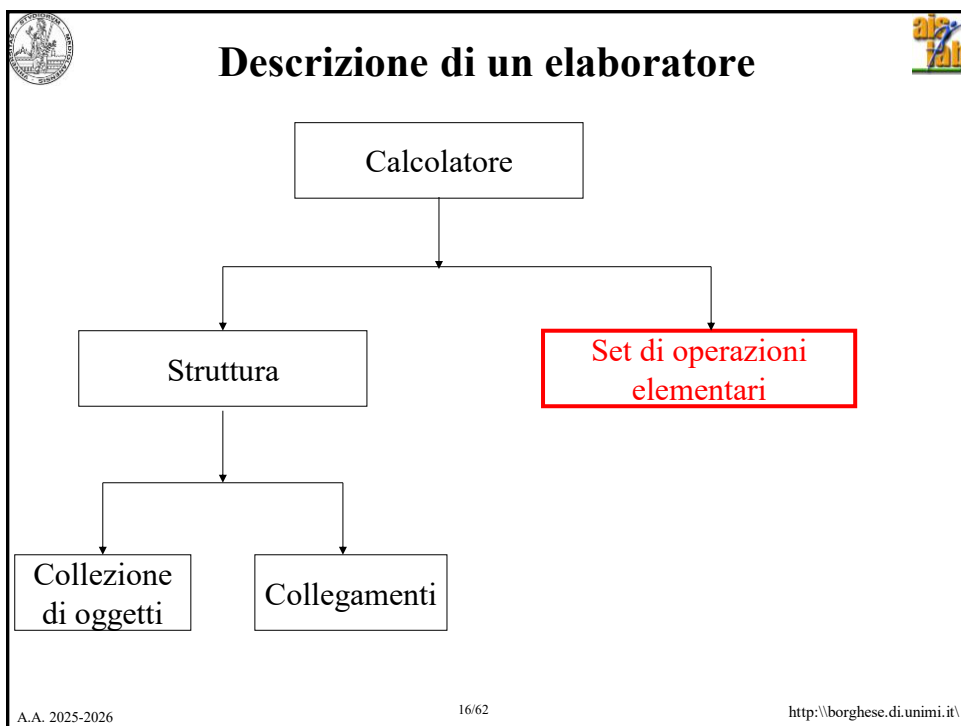 Descrizione di un elaboratore
Calcolatore
Struttura
Set di operazioni
elementari
Collezione
di oggetti
Collegamenti
A.A. 2025-2026
16/62
http:\\borghese.di.unimi.it\